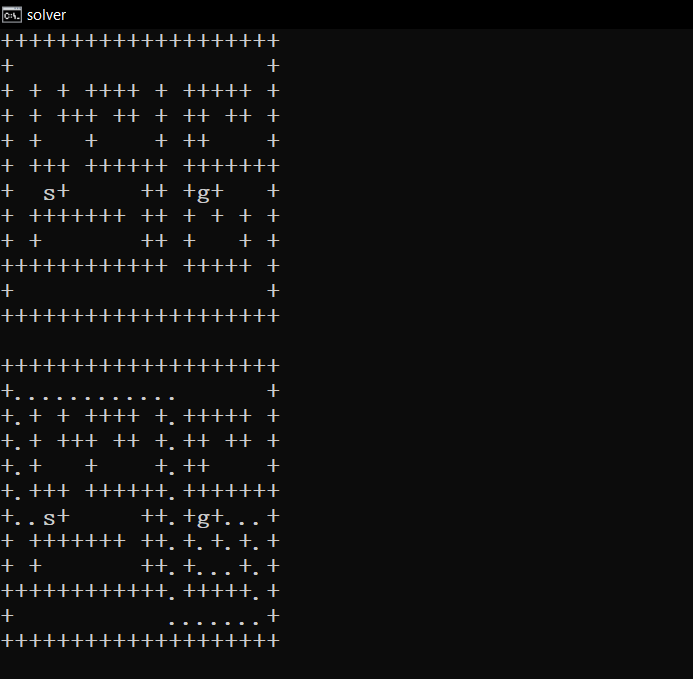 solver
++++++++++++++++++++
+                  +
+ + + ++++ + +++++ +
+ + +++ ++ + ++ ++ +
+ +   +    + ++    +
+ +++ ++++++ +++++++
+  s+     ++ +g+   +
+ +++++++ ++ + + + +
+ +       ++ +   + +
++++++++++++ +++++ +
+                  +
++++++++++++++++++++

++++++++++++++++++++
+............      +
+.+ + ++++ +.+++++ +
+.+ +++ ++ +.++ ++ +
+.+   +    +.++    +
+.+++ ++++++.+++++++
+..s+     ++.+g+...+
+ +++++++ ++.+.+.+.+
+ +       ++.+...+.+
++++++++++++.+++++.+
+           .......+
++++++++++++++++++++